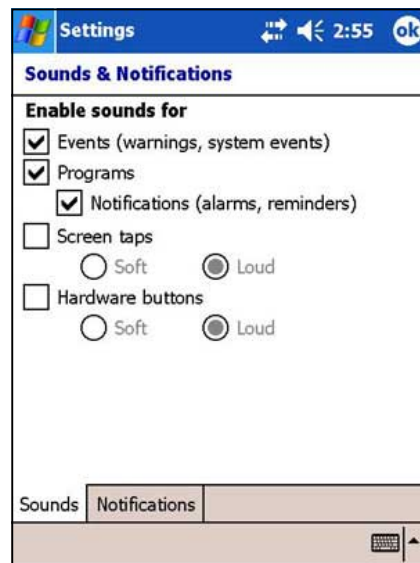 Settings 2:55 ok
Sounds & Notifications
Enable sounds for
Events (warnings, system events)
Programs
Notifications (alarms, reminders)
Screen taps
Soft Loud
Hardware buttons
Soft Loud
Sounds Notifications